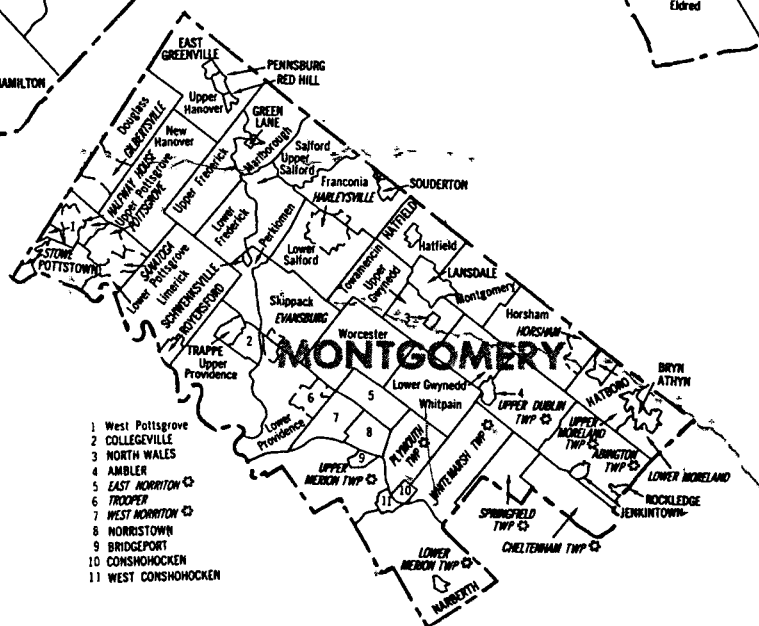 Eldred
HAMILTON
EAST
GREENVILLE
PENNSBURG
RED HILL
Upper
Hanover
GREEN
LANE
Douglass
GILBERTSVILLE
New
Hanover
Marlborough
Salford
Upper
Salford
Franconia
HARLEYSVILLE
SOUDERTON
HALFWAY HOUSE
Upper Pottsgrove
POTTSGROVE
Upper Frederick
Lower
Frederick
Perkiomen
Lower
Salford
HATFIELD
Hatfield
Towamencin
Upper
Gwynedd
LANSDALE
Montgomery
1
STOWE
POTTSTOWN
SANATOGA
Lower Pottsgrove
Limerick
SCHWENKSVILLE
ROYERSFORD
Skippack
EVANSBURG
3
Horsham
HORSHAM
Worcester
2
TRAPPE
Upper
Providence
MONTGOMERY
BRYN
ATHYN
HATBORO
Lower Gwynedd
Whitpain
4
UPPER DUBLIN
TWP
5
6
7
8
Lower
Providence
PLYMOUTH
TWP
WHITEMARSH TWP
UPPER
MORELAND
TWP
ABINGTON
TWP
LOWER MORELAND
UPPER
MERION TWP
9
10
11
SPRINGFIELD
TWP
ROCKLEDGE
JENKINTOWN
CHELTENHAM TWP
LOWER
MERION TWP
NARBERTH
1 West Pottsgrove
2 COLLEGEVILLE
3 NORTH WALES
4 AMBLER
5 EAST NORRITON
6 TROOPER
7 WEST NORRITON
8 NORRISTOWN
9 BRIDGEPORT
10 CONSHOHOCKEN
11 WEST CONSHOHOCKEN